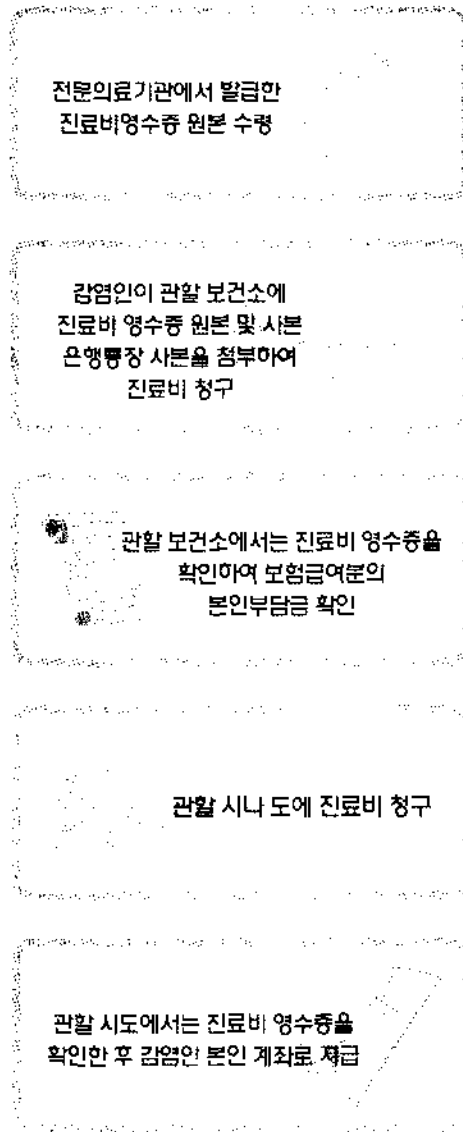 전문의료기관에서 발급한
진료비영수증 원본 수령
감염인이 관할 보건소에
진료비 영수증 원본 및 사본
은행통장 사본을 첨부하여
진료비 청구
관할 보건소에서는 진료비 영수증을
확인하여 보험급여분의
본인부담금 확인
관할 시나 도에 진료비 청구
관할 시도에서는 진료비 영수증을
확인한 후 감염인 본인 계좌로 지급